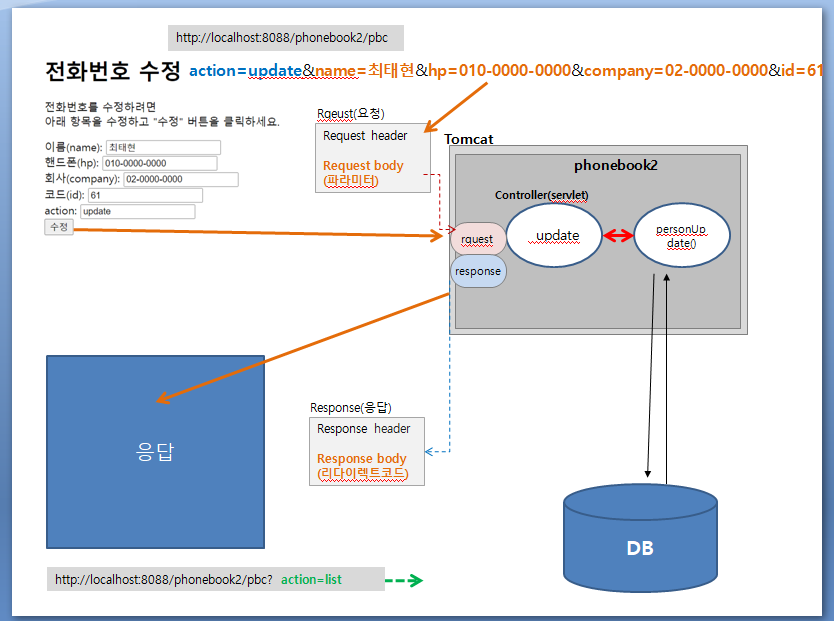 http://localhost:8088/phonebook2/pbc
전화번호 수정 action=update&name=최태현&hp=010-0000-0000&company=02-0000-0000&id=61
전화번호를 수정하려면
아래 항목을 수정하고 "수정" 버튼을 클릭하세요.
이름(name): 최태현
핸드폰(hp): 010-0000-0000
회사(company): 02-0000-0000
코드(id): 61
action: update
수정
Rqeust(요청)
Request header
Request body
(파라미터)
Tomcat
phonebook2
Controller(servlet)
rquest
response
update
personUp
date()
응답
Response(응답)
Response header
Response body
(리다이렉트코드)
DB
http://localhost:8088/phonebook2/pbc? action=list